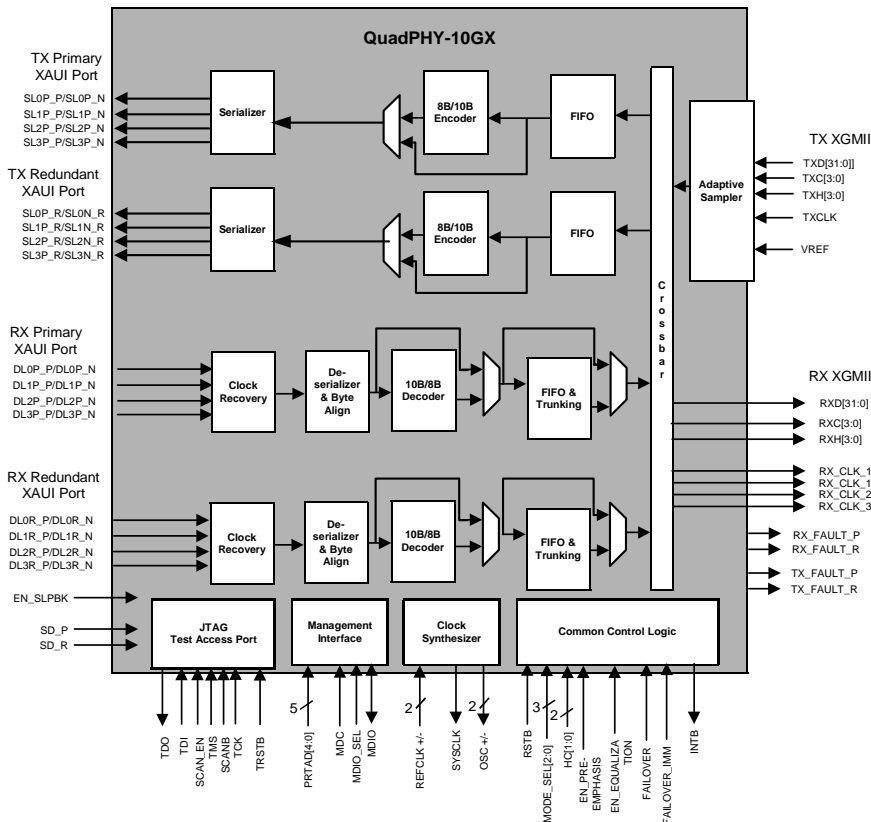 QuadPHY-10GX
TX Primary
XAUI Port
SL0P_P/SL0P_N
SL1P_P/SL1P_N
SL2P_P/SL2P_N
SL3P_P/SL3P_N
Serializer
8B/10B
Encoder
FIFO
TX Redundant
XAUI Port
SL0P_R/SL0N_R
SL1P_R/SL1N_R
SL2P_R/SL2N_R
SL3P_R/SL3N_R
Serializer
8B/10B
Encoder
FIFO
Crossbar
Adaptive
Sampler
TX XGMII
TXD[31:0]]
TXC[3:0]
TXH[3:0]
TXCLK
VREF
RX Primary
XAUI Port
DL0P_P/DL0P_N
DL1P_P/DL1P_N
DL2P_P/DL2P_N
DL3P_P/DL3P_N
Clock
Recovery
De-
serializer
& Byte
Align
10B/8B
Decoder
FIFO &
Trunking
RX XGMII
RXD[31:0]
RXC[3:0]
RXH[3:0]
RX_CLK_1
RX_CLK_1
RX_CLK_2
RX_CLK_3
RX Redundant
XAUI Port
DL0R_P/DL0R_N
DL1R_P/DL1R_N
DL2R_P/DL2R_N
DL3R_P/DL3R_N
Clock
Recovery
De-
serializer
& Byte
Align
10B/8B
Decoder
FIFO
& Trunking
RX_FAULT_P
RX_FAULT_R
TX_FAULT_P
TX_FAULT_R
EN_SLPBK
SD_P
SD_R
JTAG
Test Access Port
Management
Interface
Clock
Synthesizer
Common Control Logic
5
2
2
3
2
TDO
TDI
SCAN_EN
TMS
SCANB
TCK
TRSTB
PRTAD[4:0]
MDC
MDIO_SEL
MDIO
REFCLK +/-
SYSCLK
OSC +/-
RSTB
MODE_SEL[2:0]
HC[1:0]
EN_PRE-
EMPHASIS
EN_EQUALIZA
TION
FAILOVER
FAILOVER_IMM
INTB